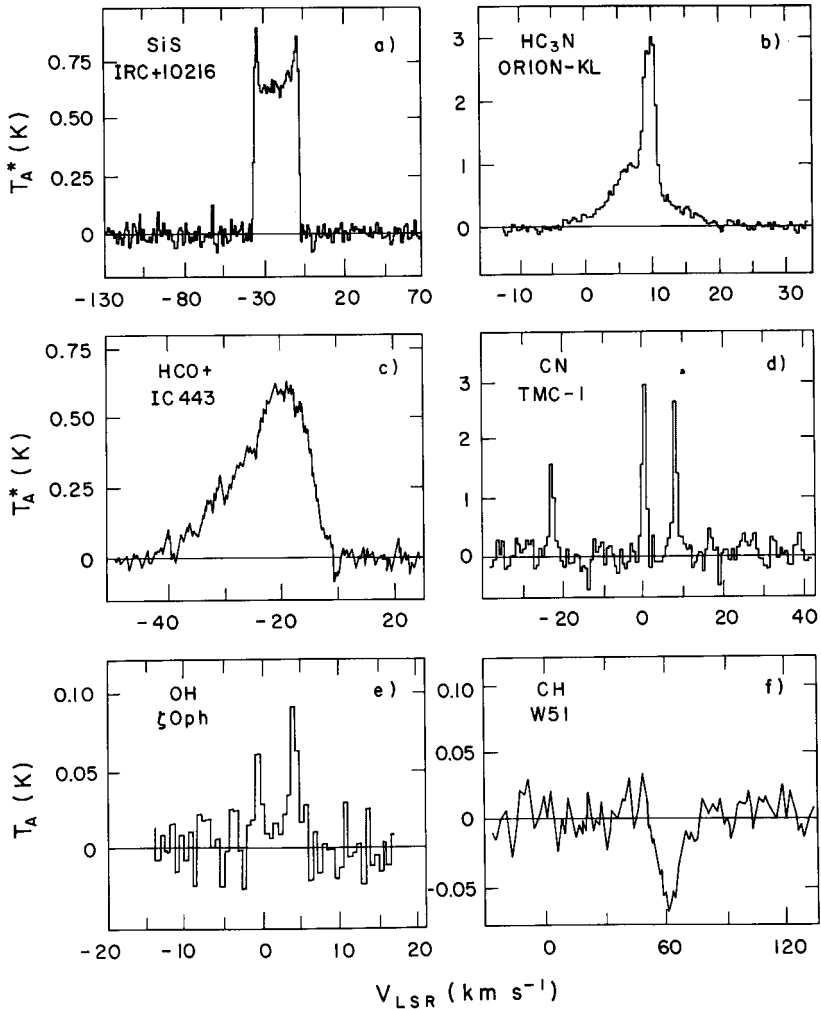 SiS
IRC+10216
a)
0.75
0.50
0.25
0
-130 -80 -30 20 70
T_A* (K)
HC₃N
ORION-KL
b)
3
2
1
0
-10 0 10 20 30
HCO+
IC 443
c)
0.75
0.50
0.25
0
-40 -20 0 20
T_A* (K)
CN
TMC-1
d)
3
2
1
0
-20 0 10 20 40
OH
ζOph
e)
0.10
0.05
0
-20 -10 0 10 20
T_A (K)
CH
W51
f)
0.10
0.05
0
-0.05
0 60 120
V_LSR (km s⁻¹)